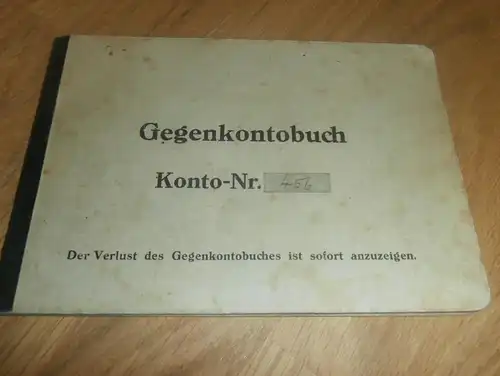 Gegenkontobuch
Konto-Nr. 456
Der Verlust des Gegenkontobuches ist sofort anzuzeigen.